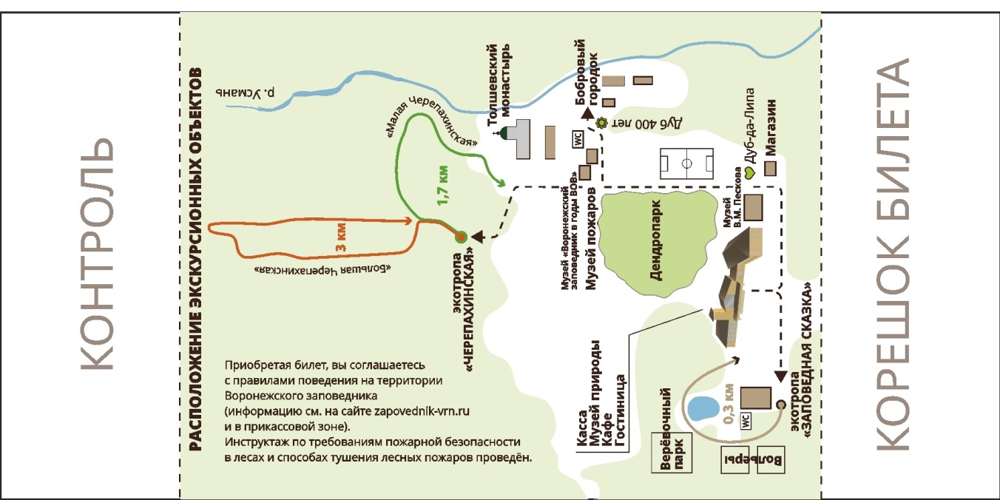 КОНТРОЛЬ
РАСПОЛОЖЕНИЕ ЭКСКУРСИОННЫХ ОБЪЕКТОВ
р. Усмань
«Малая Черепахинская»
1,7 км
3 км
«Большая Черепахинская»
экотропа
«ЧЕРЕПАХИНСКАЯ»
Толшевский
монастырь
Бобровый
городок
Дуб 400 лет
WC
Музей «Воронежский
заповедник в годы ВОВ»
Музей пожаров
Дендропарк
Музей
В.М. Пескова
Дуб-да-Липа
Магазин
Касса
Музей природы
Кафе
Гостиница
Верёвочный
парк
0,3 км
WC
Вольеры
экотропа
«ЗАПОВЕДНАЯ СКАЗКА»
Приобретая билет, вы соглашаетесь
с правилами поведения на территории
Воронежского заповедника
(информацию см. на сайте zapovednik-vrn.ru
и в прикассовой зоне).
Инструктаж по требованиям пожарной безопасности
в лесах и способах тушения лесных пожаров проведён.
КОРЕШОК БИЛЕТА